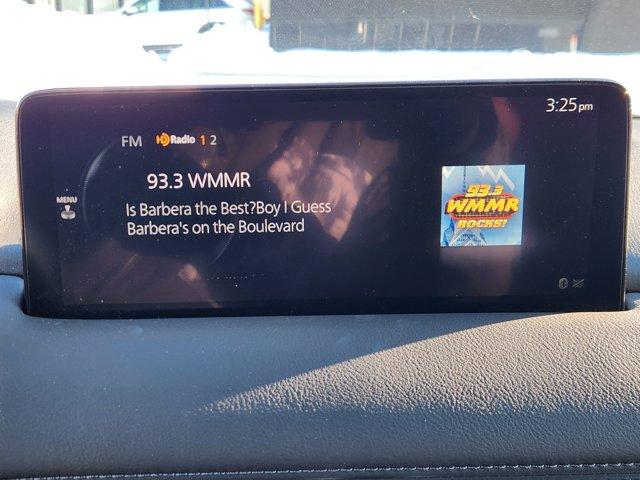 3:25pm
FM HD Radio 1 2
93.3 WMMR
MENU
Is Barbera the Best?Boy I Guess
Barbera's on the Boulevard
93.3
WMMR
ROCKS!